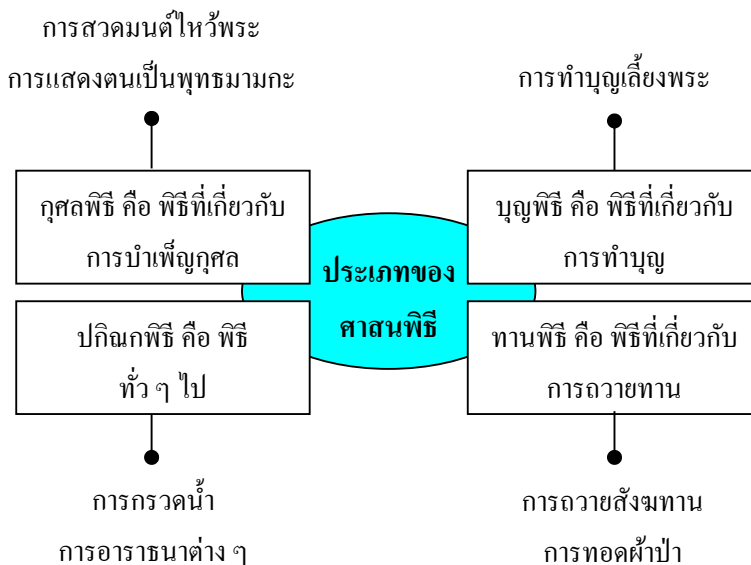 การสวดมนต์ไหว้พระ
การแสดงตนเป็นพุทธมามกะ
การทำบุญเลี้ยงพระ
กุศลพิธี คือ พิธีที่เกี่ยวกับ
การบำเพ็ญกุศล
บุญพิธี คือ พิธีที่เกี่ยวกับ
การทำบุญ
ประเภทของ
ศาสนพิธี
ปกิณกพิธี คือ พิธี
ทั่ว ๆ ไป
ทานพิธี คือ พิธีที่เกี่ยวกับ
การถวายทาน
การกรวดน้ำ
การอาราธนาต่าง ๆ
การถวายสังฆทาน
การทอดผ้าป่า